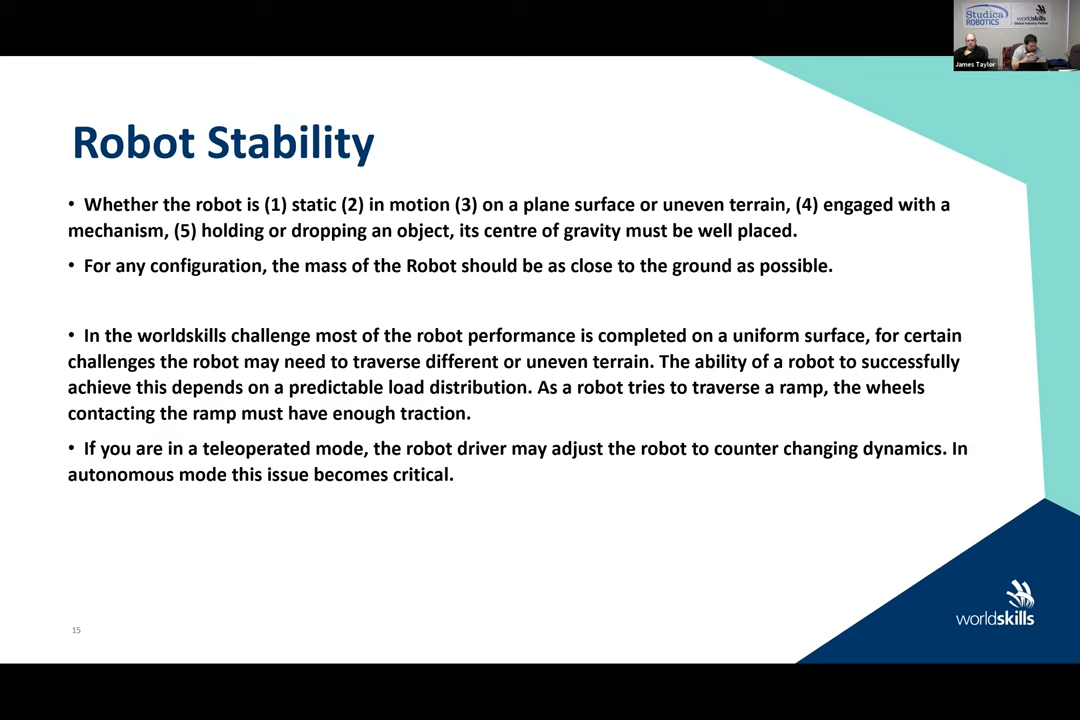 Studica
ROBOTICS
worldskills
Global Industry Partner
James Taylor
Robot Stability
• Whether the robot is (1) static (2) in motion (3) on a plane surface or uneven terrain, (4) engaged with a
mechanism, (5) holding or dropping an object, its centre of gravity must be well placed.
• For any configuration, the mass of the Robot should be as close to the ground as possible.
• In the worldskills challenge most of the robot performance is completed on a uniform surface, for certain
challenges the robot may need to traverse different or uneven terrain. The ability of a robot to successfully
achieve this depends on a predictable load distribution. As a robot tries to traverse a ramp, the wheels
contacting the ramp must have enough traction.
• If you are in a teleoperated mode, the robot driver may adjust the robot to counter changing dynamics. In
autonomous mode this issue becomes critical.
15
worldskills